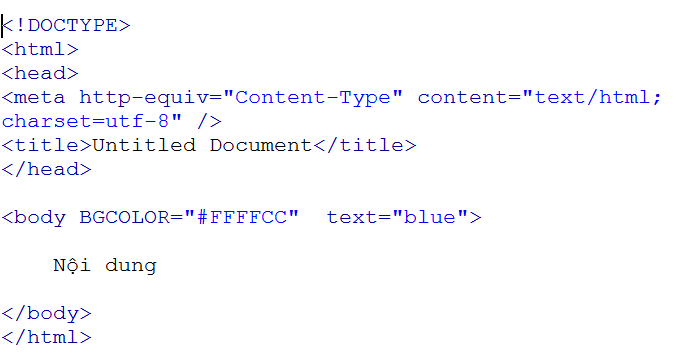 <!DOCTYPE>
<html>
<head>
<meta http-equiv="Content-Type" content="text/html;
charset=utf-8" />
<title>Untitled Document</title>
</head>
<body BGCOLOR="#FFFFCC"  text="blue">
Nội dung
</body>
</html>